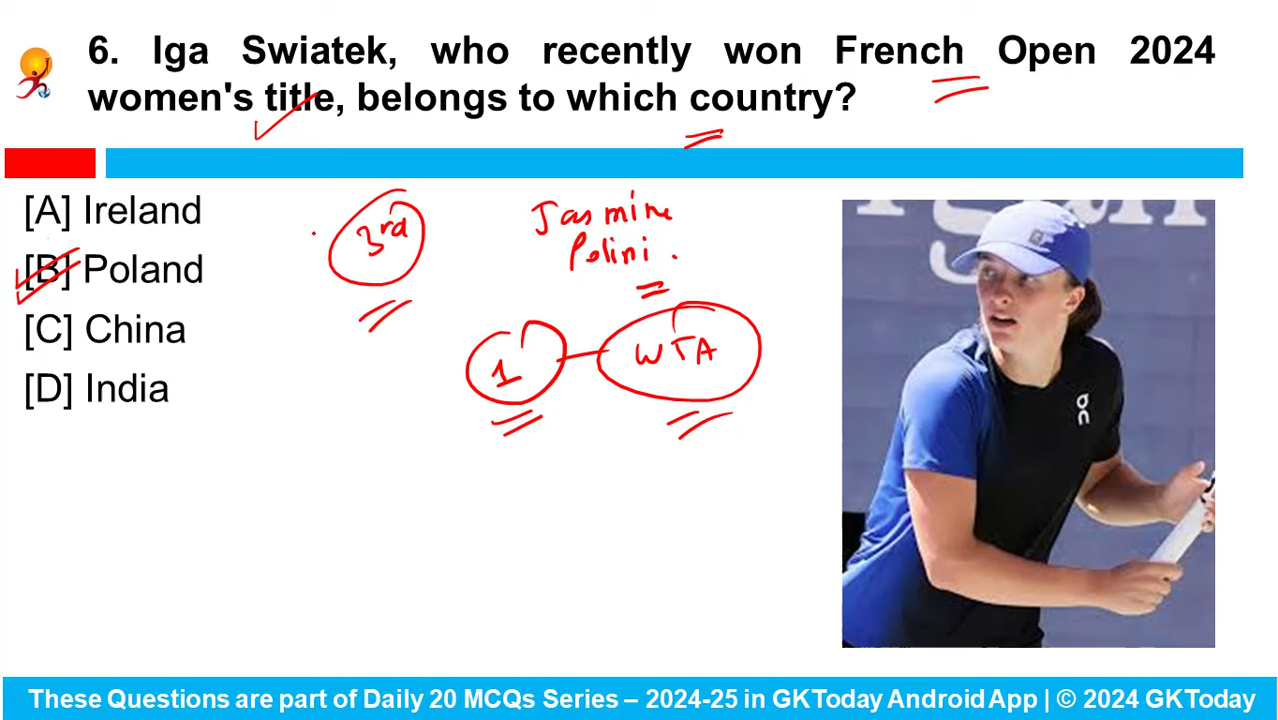 6. Iga Swiatek, who recently won French Open 2024
women's title, belongs to which country?
[A] Ireland
[B] Poland
[C] China
[D] India
3rd
Jasmine
Polini.
1 WTA
On
These Questions are part of Daily 20 MCQs Series – 2024-25 in GKToday Android App | © 2024 GKToday